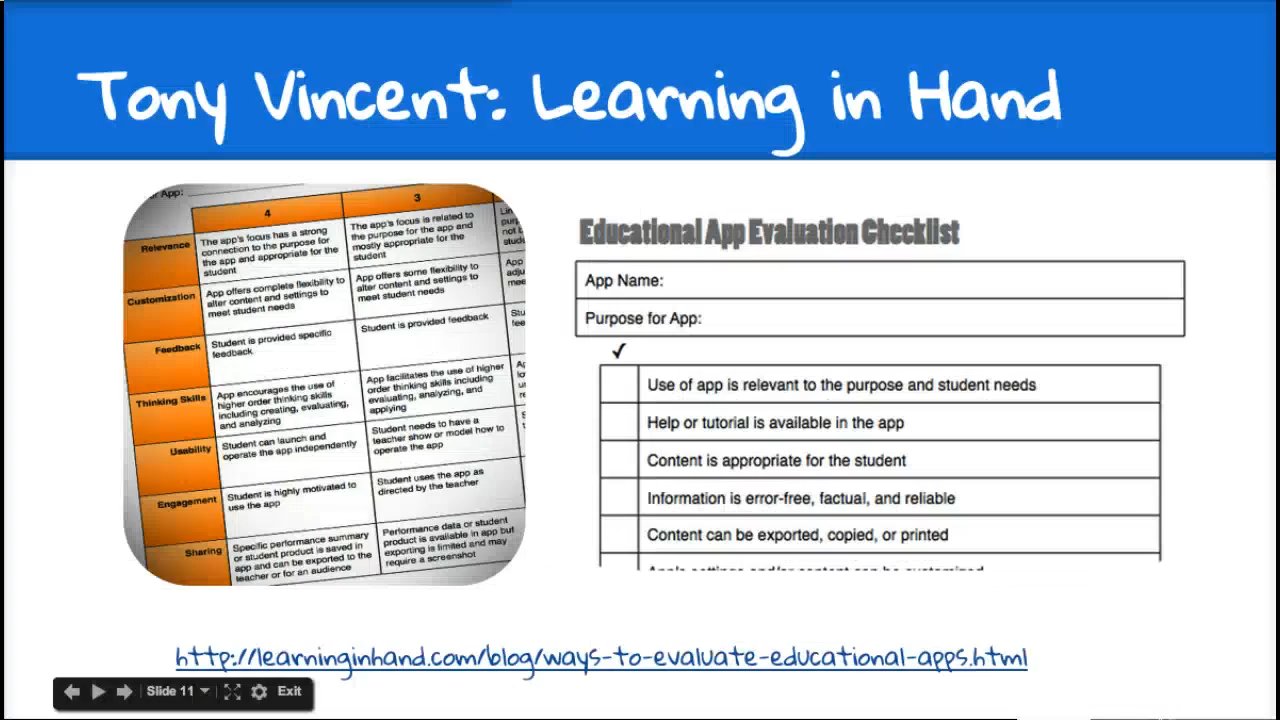 Tony Vincent: Learning in Hand
App:
4
3
Relevance
The app's focus has a strong
connection to the purpose for
the app and appropriate for the
student
The app's focus is related to
the purpose for the app and
mostly appropriate for the
student
Customization
App offers complete flexibility to
alter content and settings to
meet student needs
App offers some flexibility to
alter content and settings to
meet student needs
Feedback
Student is provided specific
feedback
Student is provided feedback
Thinking Skills
App encourages the use of
higher order thinking skills
including creating, evaluating,
and analyzing
App facilitates the use of higher
order thinking skills including
evaluating, analyzing, and
applying
Usability
Student can launch and
operate the app independently
Student needs to have a
teacher show or model how to
operate the app
Engagement
Student is highly motivated to
use the app
Student uses the app as
directed by the teacher
Sharing
Specific performance summary
or student product is saved in
app and can be exported to the
teacher or for an audience
Performance data or student
product is available in app but
exporting is limited and may
require a screenshot
Educational App Evaluation Checklist
App Name:
Purpose for App:
✓
Use of app is relevant to the purpose and student needs
Help or tutorial is available in the app
Content is appropriate for the student
Information is error-free, factual, and reliable
Content can be exported, copied, or printed
App's settings and/or content can be customized
http://learninginhand.com/blog/ways-to-evaluate-educational-apps.html
Slide 11
Exit